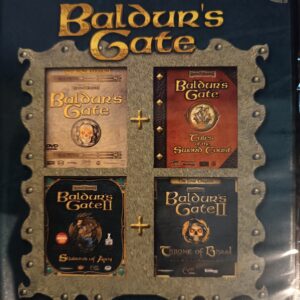 Baldur's
Gate
Baldur's
Gate
DVD
+
Baldur's
Gate
Tales
of the
Sword Coast
Baldur's
Gate II
Shadows of Amn
+
Baldur's
Gate II
Throne of Bhaal